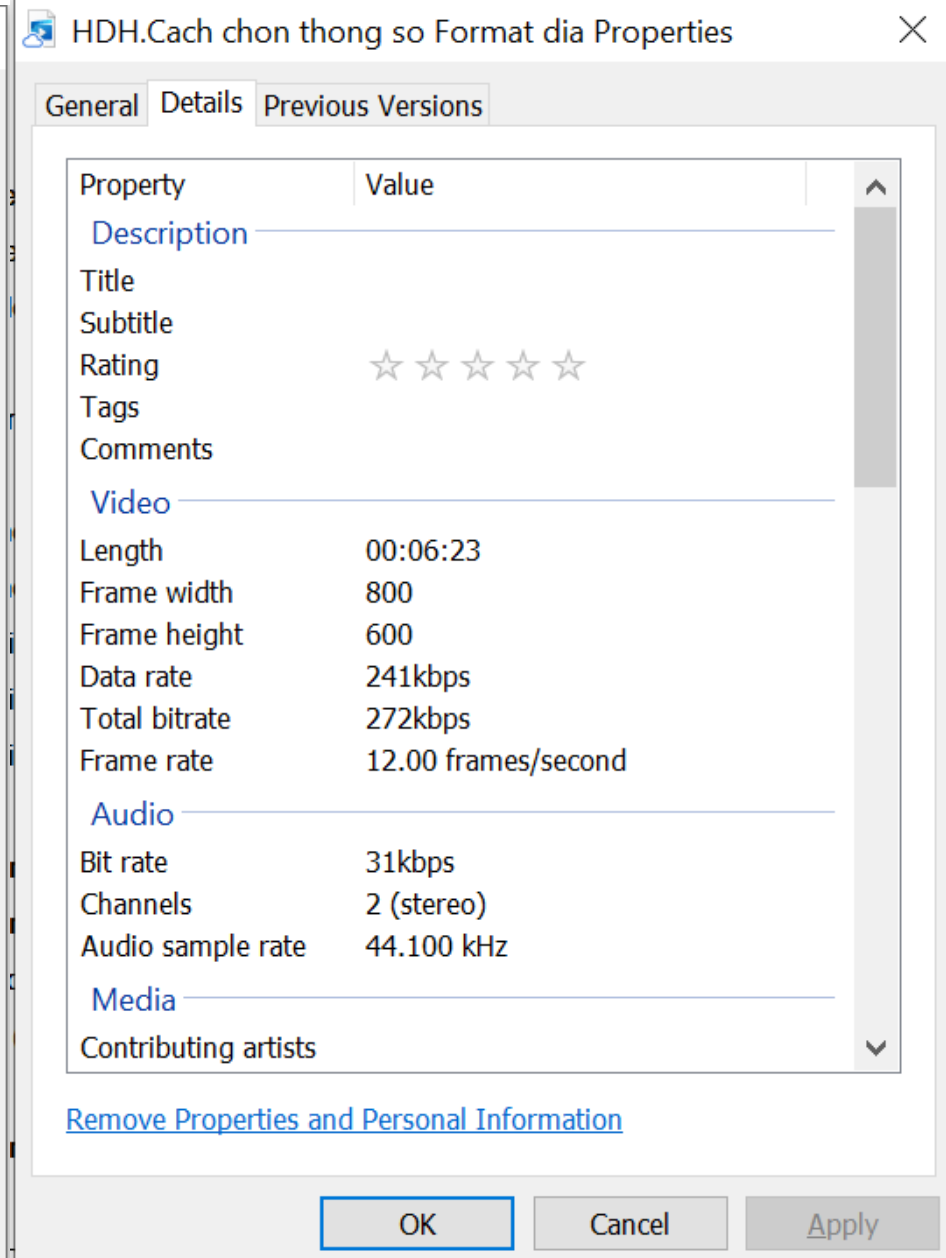 HDH.Cach chon thong so Format dia Properties
General Details Previous Versions
Property Value
Description
Title
Subtitle
Rating
Tags
Comments
Video
Length 00:06:23
Frame width 800
Frame height 600
Data rate 241kbps
Total bitrate 272kbps
Frame rate 12.00 frames/second
Audio
Bit rate 31kbps
Channels 2 (stereo)
Audio sample rate 44.100 kHz
Media
Contributing artists
Remove Properties and Personal Information
OK Cancel Apply